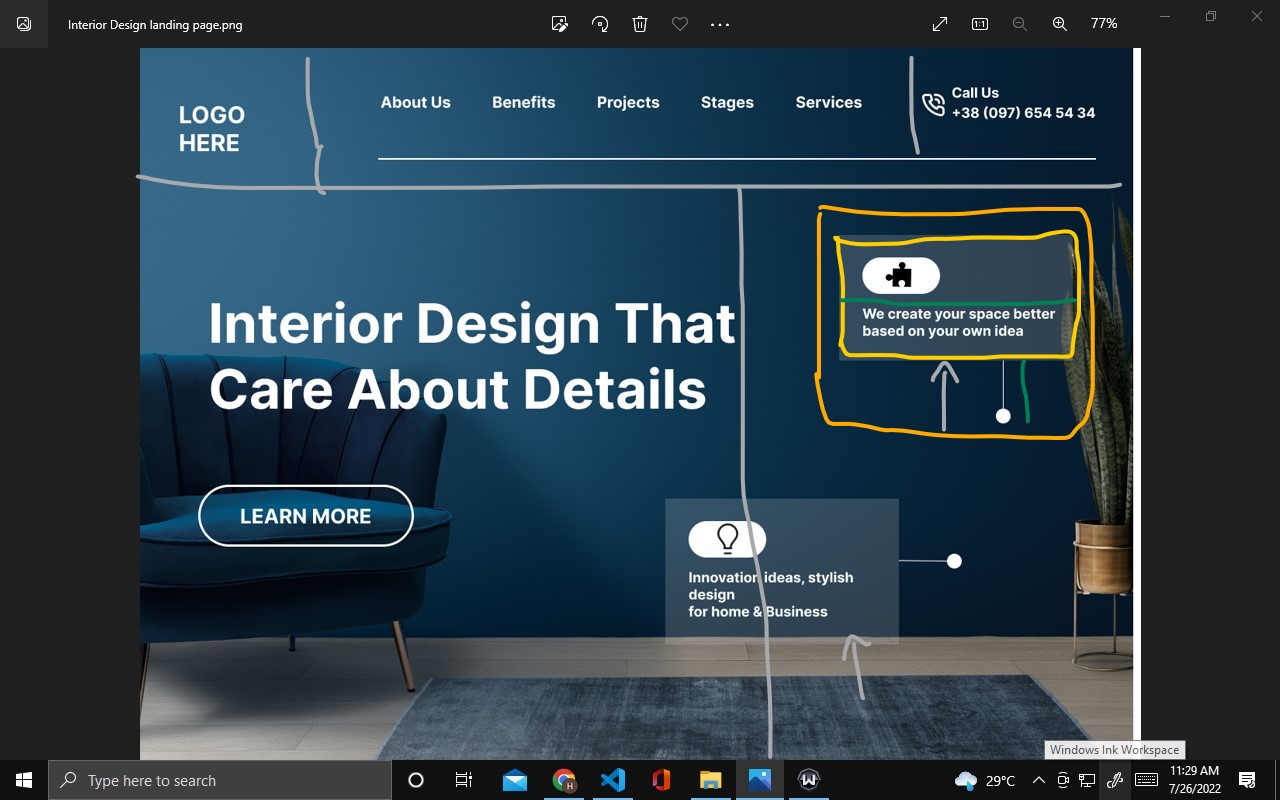 Interior Design landing page.png
77%
LOGO
HERE
About Us Benefits Projects Stages Services
Call Us
+38 (097) 654 54 34
Interior Design That
Care About Details
LEARN MORE
We create your space better
based on your own idea
Innovation ideas, stylish
design
for home & Business
Windows Ink Workspace
Type here to search
H
W
29°C
11:29 AM
7/26/2022